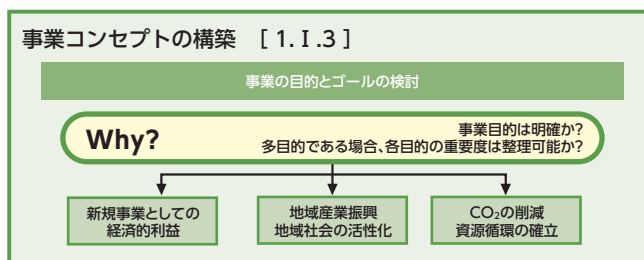 事業コンセプトの構築　[ 1.Ⅰ.3 ]
事業の目的とゴールの検討
Why?
事業目的は明確か?
多目的である場合、各目的の重要度は整理可能か?
新規事業としての
経済的利益
地域産業振興
地域社会の活性化
CO₂の削減
資源循環の確立